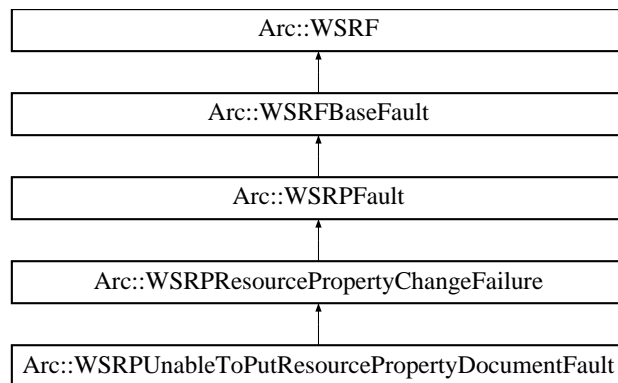 Arc::WSRF
Arc::WSRFBaseFault
Arc::WSRPFault
Arc::WSRPResourcePropertyChangeFailure
Arc::WSRPUnableToPutResourcePropertyDocumentFault